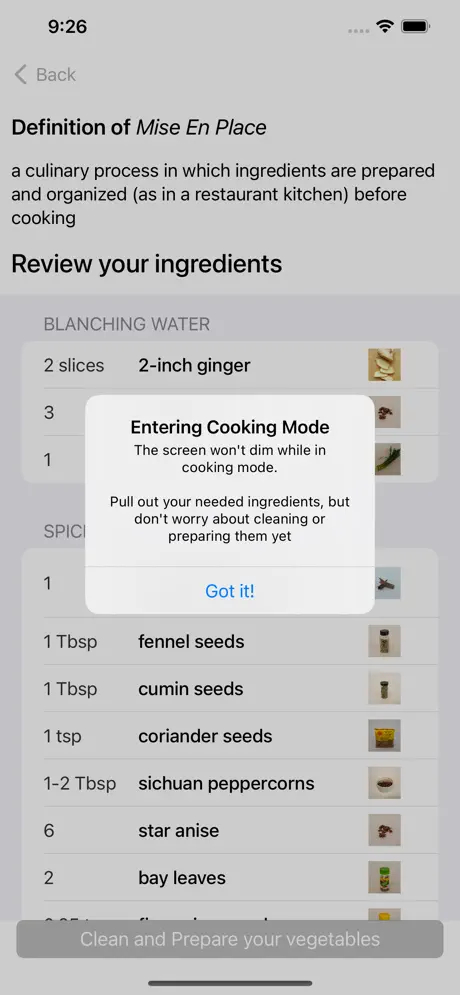 9:26
Back
Definition of Mise En Place
a culinary process in which ingredients are prepared
and organized (as in a restaurant kitchen) before
cooking
Review your ingredients
BLANCHING WATER
2 slices 2-inch ginger
3
1
Entering Cooking Mode
The screen won't dim while in
cooking mode.
Pull out your needed ingredients, but
don't worry about cleaning or
preparing them yet
Got it!
1
1 Tbsp fennel seeds
1 Tbsp cumin seeds
1 tsp coriander seeds
1-2 Tbsp sichuan peppercorns
6 star anise
2 bay leaves
Clean and Prepare your vegetables